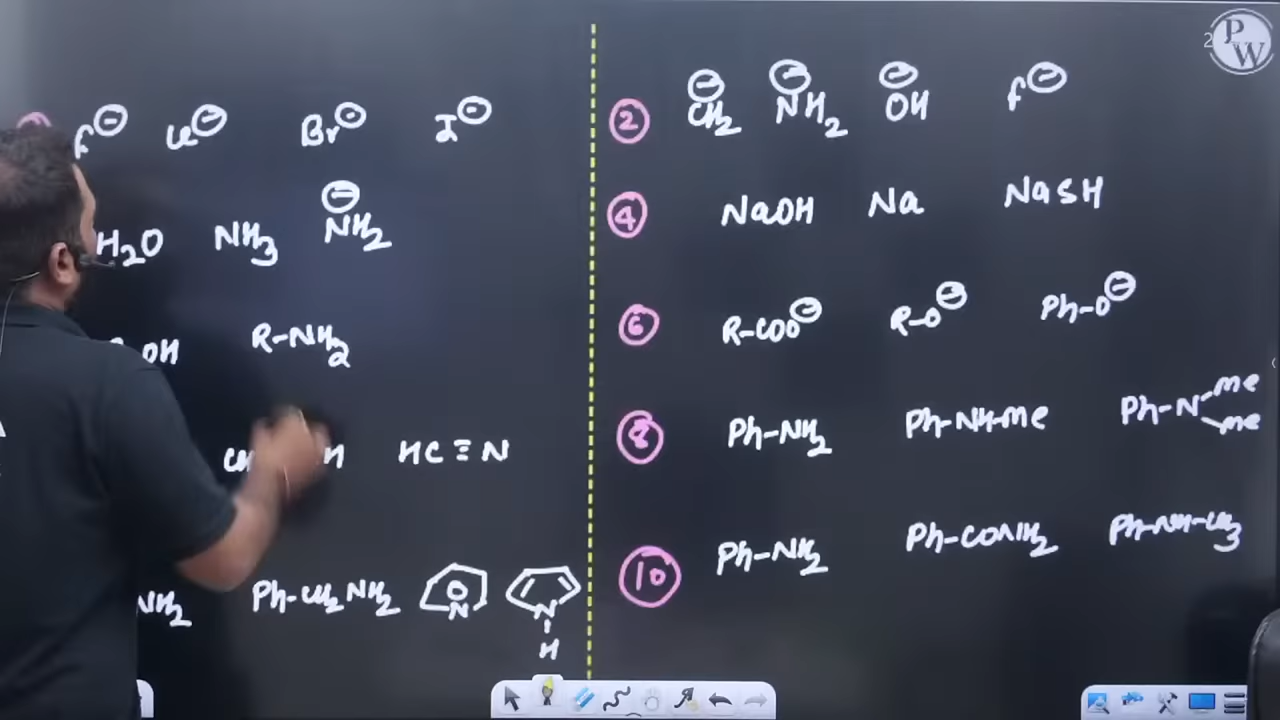 F⊖ Cl⊖ Br⊖ I⊖
H₂O NH₃ ⊖NH₂
OH R-NH₂
HC≡N
NH₂ Ph-CH₂NH₂ N N-H
② ⊖CH₂ ⊖NH₂ ⊖OH F⊖
④ NaOH Na NaSH
⑥ R-COO⊖ R-O⊖ Ph-O⊖
⑧ Ph-NH₂ Ph-NH-Me Ph-N-Me Me
⑩ Ph-NH₂ Ph-CONH₂ Ph-NH-CH₃
PW